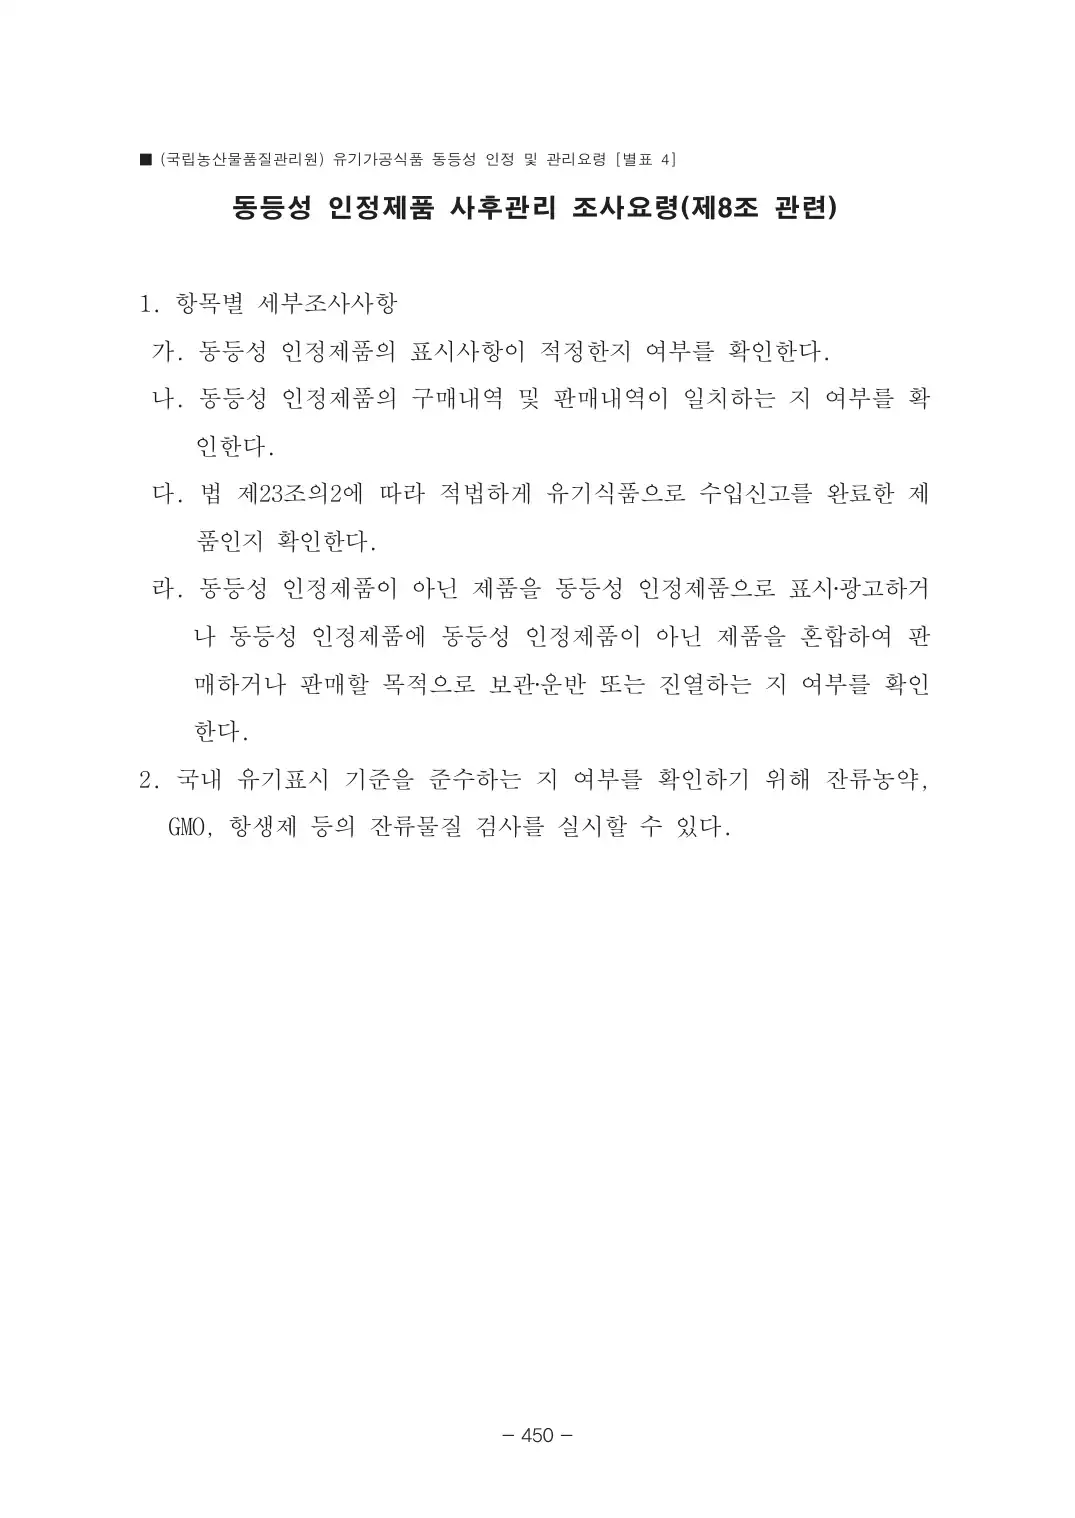 ■ (국립농산물품질관리원) 유기가공식품 동등성 인정 및 관리요령 [별표 4]
동등성 인정제품 사후관리 조사요령(제8조 관련)
1. 항목별 세부조사사항
가. 동등성 인정제품의 표시사항이 적정한지 여부를 확인한다.
나. 동등성 인정제품의 구매내역 및 판매내역이 일치하는 지 여부를 확
인한다.
다. 법 제23조의2에 따라 적법하게 유기식품으로 수입신고를 완료한 제
품인지 확인한다.
라. 동등성 인정제품이 아닌 제품을 동등성 인정제품으로 표시·광고하거
나 동등성 인정제품에 동등성 인정제품이 아닌 제품을 혼합하여 판
매하거나 판매할 목적으로 보관·운반 또는 진열하는 지 여부를 확인
한다.
2. 국내 유기표시 기준을 준수하는 지 여부를 확인하기 위해 잔류농약,
GMO, 항생제 등의 잔류물질 검사를 실시할 수 있다.
- 450 -